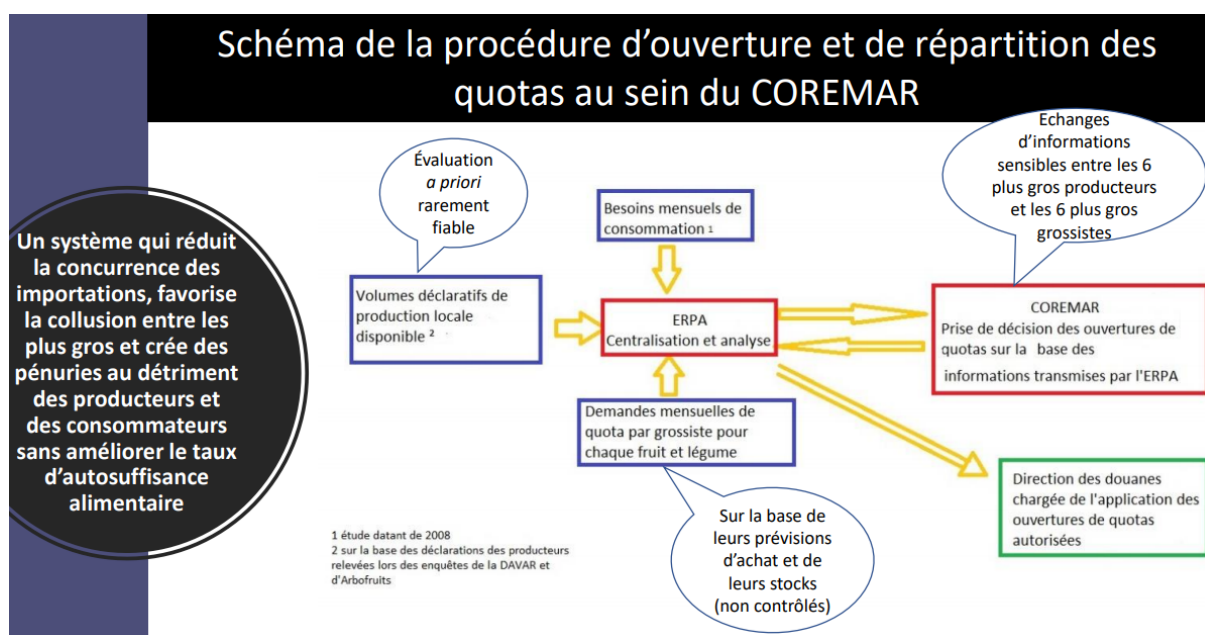 Schéma de la procédure d'ouverture et de répartition des
quotas au sein du COREMAR
Un système qui réduit
la concurrence des
importations, favorise
la collusion entre les
plus gros et crée des
pénuries au détriment
des producteurs et
des consommateurs
sans améliorer le taux
d'autosuffisance
alimentaire
Évaluation
a priori
rarement
fiable
Volumes déclaratifs de
production locale
disponible ²
Besoins mensuels de
consommation ¹
ERPA
Centralisation et analyse
Demandes mensuelles de
quota par grossiste pour
chaque fruit et légume
Sur la base de
leurs prévisions
d'achat et de
leurs stocks
(non contrôlés)
Echanges
d'informations
sensibles entre les 6
plus gros producteurs
et les 6 plus gros
grossistes
COREMAR
Prise de décision des ouvertures de
quotas sur la base des
informations transmises par l'ERPA
Direction des douanes
chargée de l'application des
ouvertures de quotas
autorisées
1 étude datant de 2008
2 sur la base des déclarations des producteurs
relevées lors des enquêtes de la DAVAR et
d'Arbofruits